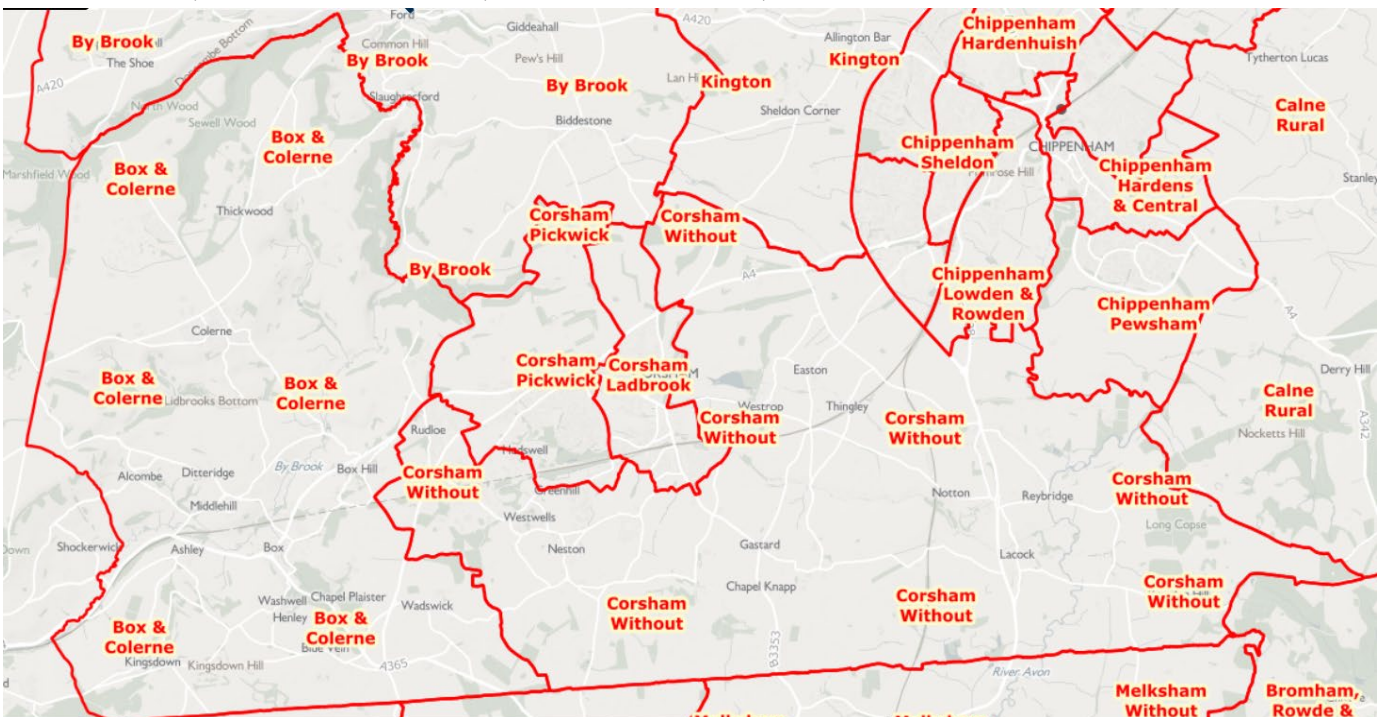 Ford
Giddeahall
A420
Chippenham
Hardenhuish
By Brook
The Shoe
Doncombe Bottom
Common Hill
By Brook
Pew's Hill
Allington Bar
Kington
Tytherton Lucas
A420
Slaughterford
By Brook
Lan Hi
Kington
North Wood
Sewell Wood
Biddestone
Sheldon Corner
Calne
Rural
Box &
Colerne
Chippenham
Sheldon
CHIPPENHAM
Marshfield Wood
Box &
Colerne
Primrose Hill
Chippenham
Hardens
& Central
Stanley
Thickwood
Corsham
Pickwick
Corsham
Without
By Brook
A4
Chippenham
Lowden &
Rowden
Chippenham
Pewsham
A4
Colerne
Corsham
Pickwick
Corsham
Ladbrook
Easton
Derry Hill
Box &
Colerne
Lidbrooks Bottom
Box &
Colerne
Westrop
Thingley
Calne
Rural
A342
Rudloe
Corsham
Without
Corsham
Without
Nocketts Hill
Hadswell
Alcombe
Ditteridge
By Brook
Box Hill
Corsham
Without
Greenhill
Notton
Reybridge
Corsham
Without
Middlehill
Westwells
Long Copse
Down
Shockerwick
Ashley
Box
Neston
Gastard
Lacock
Chapel Knapp
Corsham
Without
Washwell
Chapel Plaister
Henley
Wadswick
Corsham
Without
Corsham
Without
Box &
Colerne
Box &
Colerne
Blue Vein
Kingsdown
Kingsdown Hill
A365
B3353
River Avon
Melksham
Without
Bromham,
Rowde &